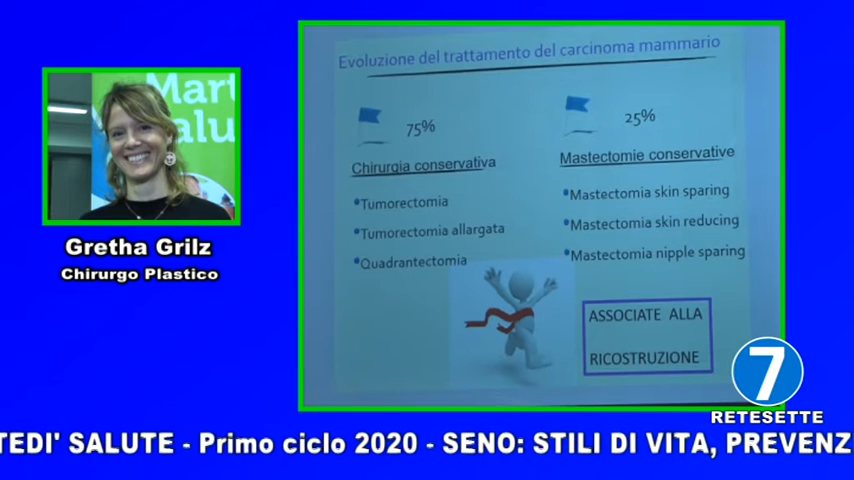 Mart
alu
Gretha Grilz
Chirurgo Plastico
Evoluzione del trattamento del carcinoma mammario
75%
Chirurgia conservativa
Tumorectomia
Tumorectomia allargata
Quadrantectomia
25%
Mastectomie conservative
Mastectomia skin sparing
Mastectomia skin reducing
Mastectomia nipple sparing
ASSOCIATE ALLA
RICOSTRUZIONE
7
RETESETTE
TEDI' SALUTE - Primo ciclo 2020 - SENO: STILI DI VITA, PREVENZ